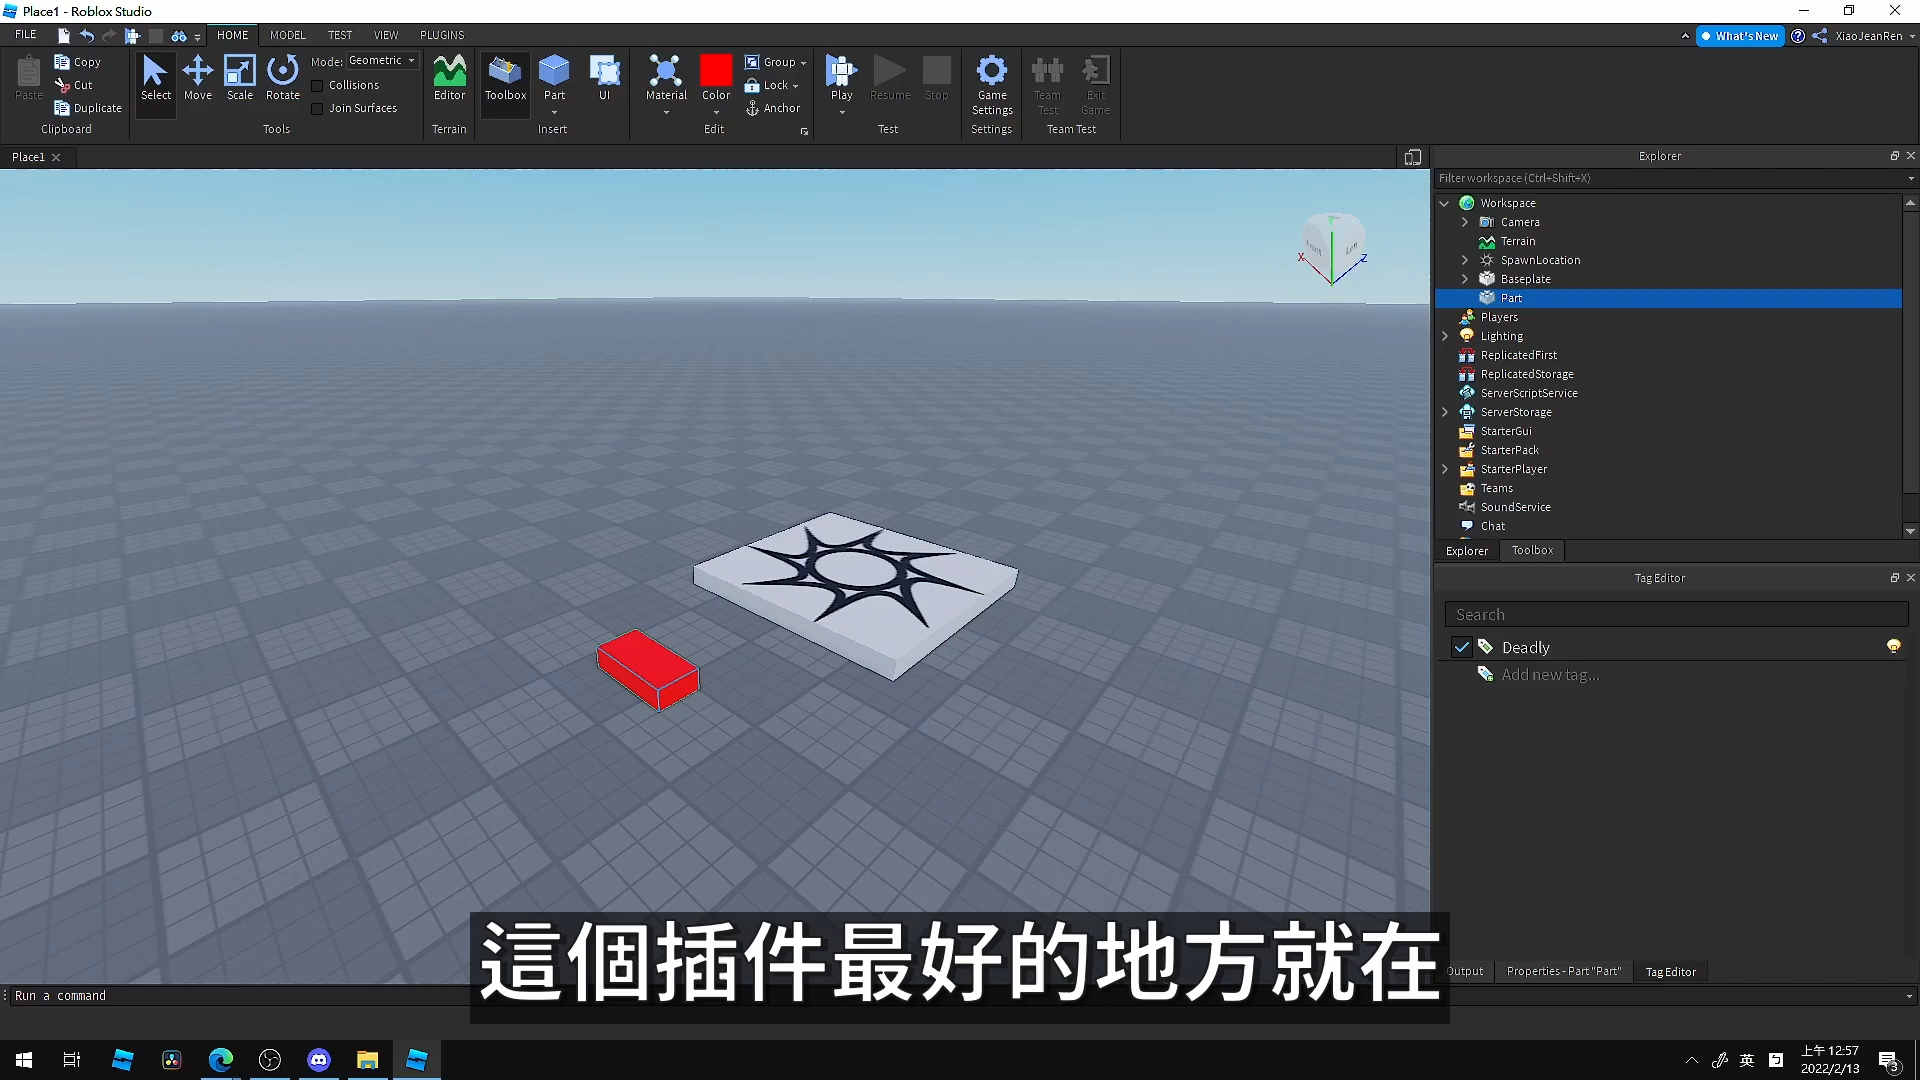 Place1 - Roblox Studio
FILE
HOME
MODEL
TEST
VIEW
PLUGINS
What's New
XiaoJeanRen
Paste
Copy
Cut
Duplicate
Clipboard
Select
Move
Scale
Rotate
Mode: Geometric
Collisions
Join Surfaces
Tools
Editor
Terrain
Toolbox
Part
UI
Insert
Material
Color
Group
Lock
Anchor
Edit
Play
Resume
Stop
Test
Game
Settings
Settings
Team
Test
Exit
Game
Team Test
Place1
Explorer
Filter workspace (Ctrl+Shift+X)
Workspace
Camera
Terrain
SpawnLocation
Baseplate
Part
Players
Lighting
ReplicatedFirst
ReplicatedStorage
ServerScriptService
ServerStorage
StarterGui
StarterPack
StarterPlayer
Teams
SoundService
Chat
Explorer
Toolbox
X
Z
Tag Editor
Search
Deadly
Add new tag...
這個插件最好的地方就在
Output
Properties - Part "Part"
Tag Editor
Run a command
英
上午 12:57
2022/2/13
3